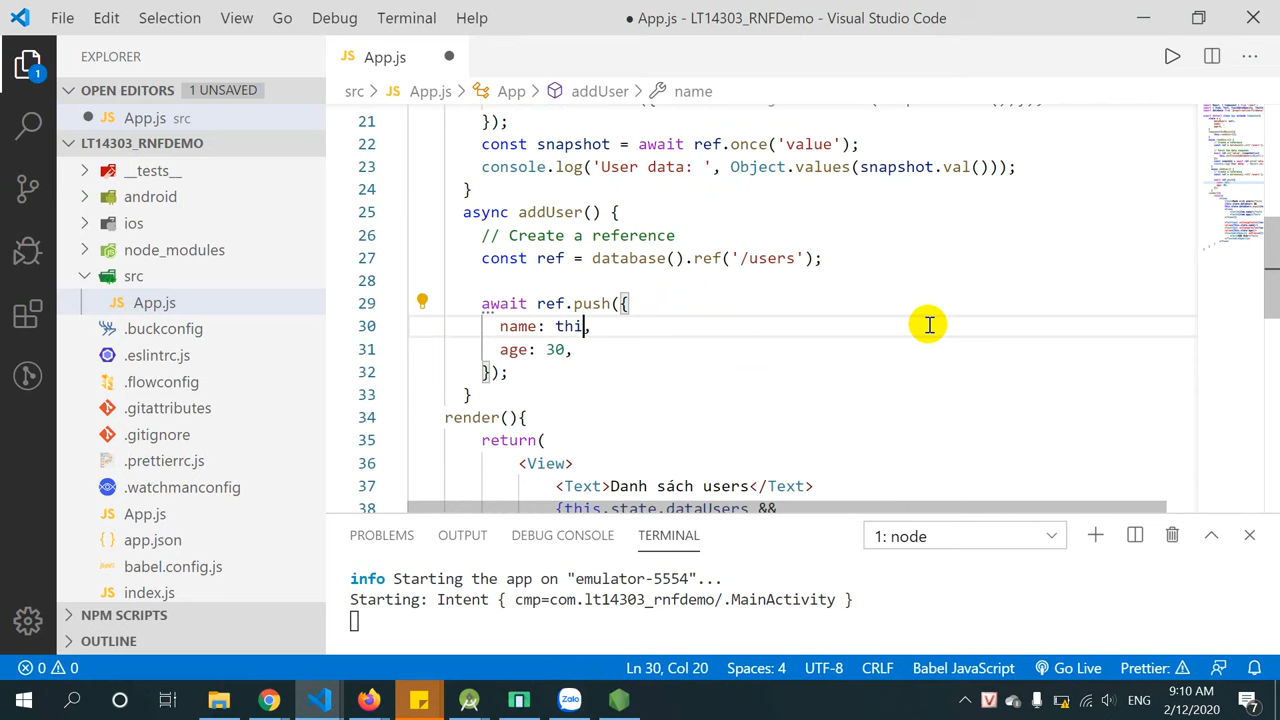 File Edit Selection View Go Debug Terminal Help ● App.js - LT14303_RNFDemo - Visual Studio Code
EXPLORER
OPEN EDITORS 1 UNSAVED
App.js src
LT14303_RNFDEMO
__tests__
android
ios
node_modules
src
App.js
.buckconfig
.eslintrc.js
.flowconfig
.gitattributes
.gitignore
.prettierrc.js
.watchmanconfig
App.js
app.json
babel.config.js
index.js
NPM SCRIPTS
OUTLINE
JS App.js
src > JS App.js > App > addUser > name
21 });
22 const snapshot = await ref.once('value');
23 console.log('User data: ', Object.values(snapshot.val()));
24 }
25 async addUser() {
26 // Create a reference
27 const ref = database().ref('/users');
28
29 await ref.push({
30 name: thi,
31 age: 30,
32 });
33 }
34 render(){
35 return(
36 <View>
37 <Text>Danh sách users</Text>
38 {this.state.dataUsers &&
PROBLEMS OUTPUT DEBUG CONSOLE TERMINAL 1: node
info Starting the app on "emulator-5554"...
Starting: Intent { cmp=com.lt14303_rnfdemo/.MainActivity }
0 0 Ln 30, Col 20 Spaces: 4 UTF-8 CRLF Babel JavaScript Go Live Prettier:
ENG 9:10 AM
2/12/2020